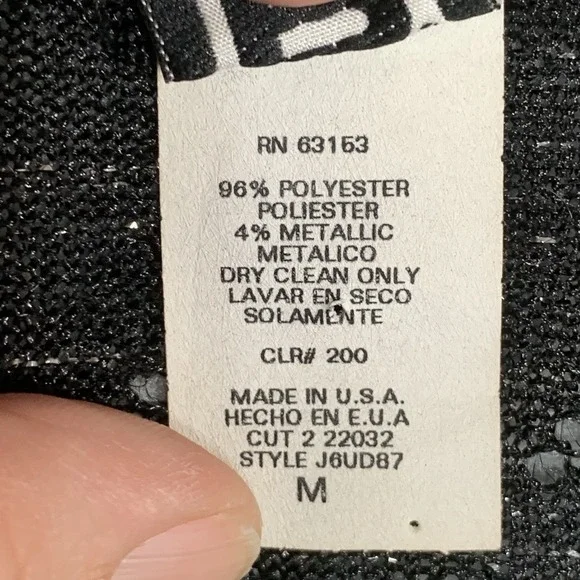 RN 63153
96% POLYESTER
POLIESTER
4% METALLIC
METALICO
DRY CLEAN ONLY
LAVAR EN SECO
SOLAMENTE
CLR# 200
MADE IN U.S.A.
HECHO EN E.U.A
CUT 2 22032
STYLE J6UD87
M